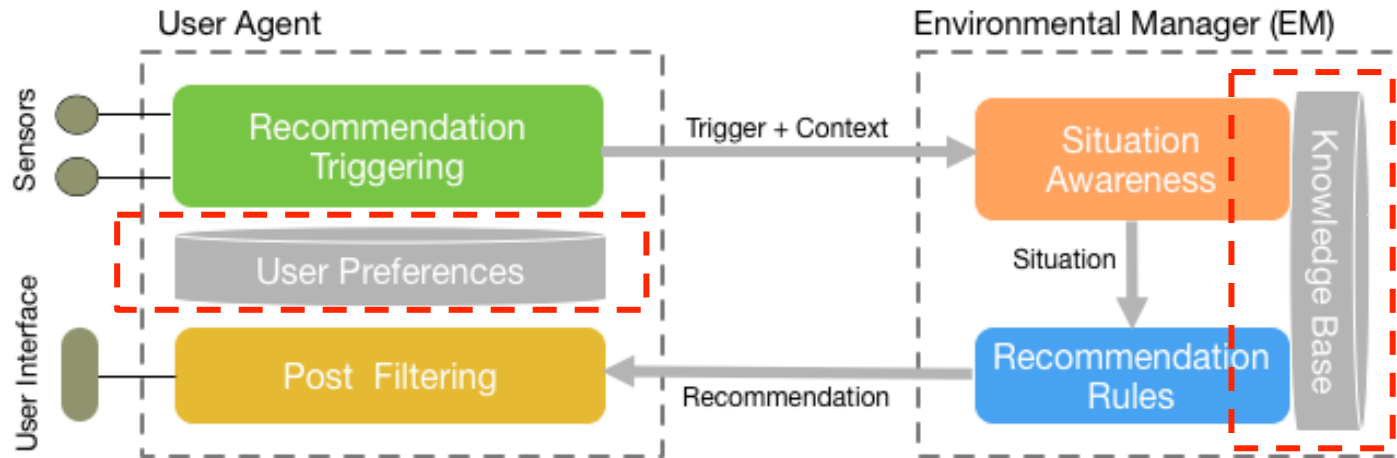 User Agent
Environmental Manager (EM)
Sensors
Recommendation
Triggering
Trigger + Context
Situation
Awareness
Knowledge Base
User Preferences
Situation
User Interface
Post Filtering
Recommendation
Recommendation
Rules